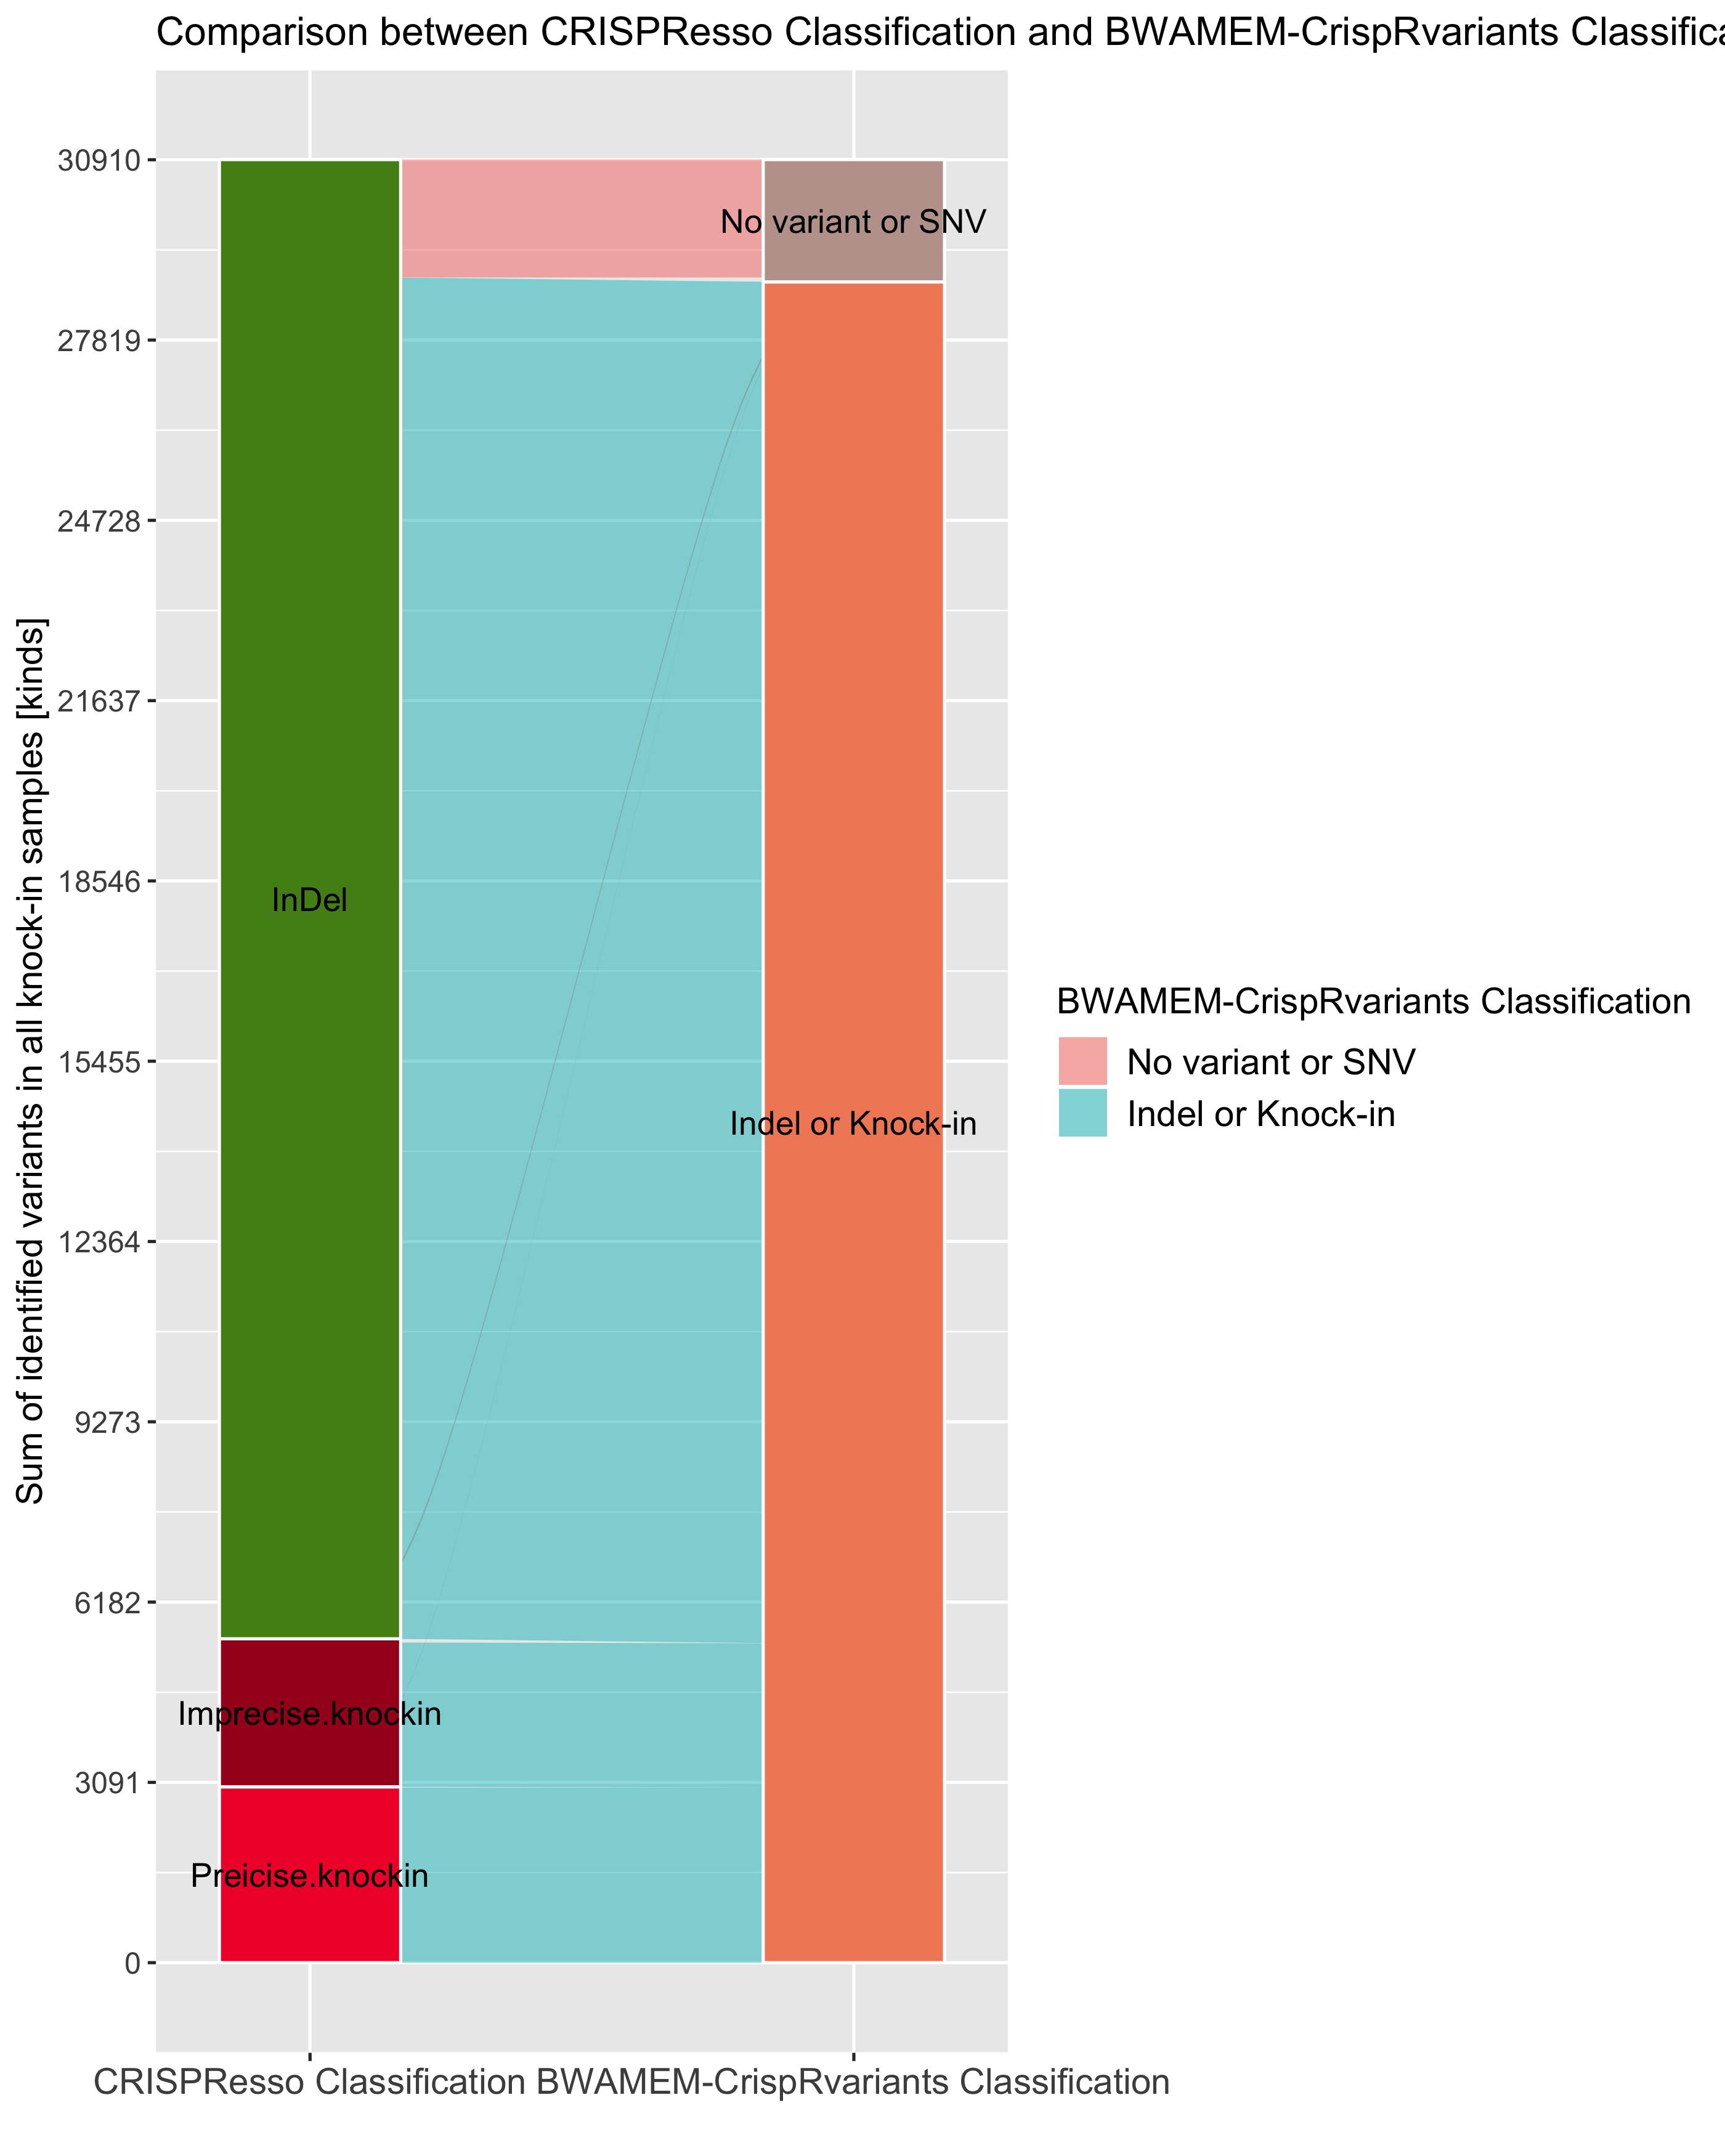 Comparison between CRISPResso Classification and BWAMEM-CrispRvariants Classifica
Sum of identified variants in all knock-in samples [kinds]
30910
27819
24728
21637
18546
15455
12364
9273
6182
3091
0
No variant or SNV
InDel
Indel or Knock-in
Imprecise.knockin
Preicise.knockin
CRISPResso Classification
BWAMEM-CrispRvariants Classification
BWAMEM-CrispRvariants Classification
No variant or SNV
Indel or Knock-in